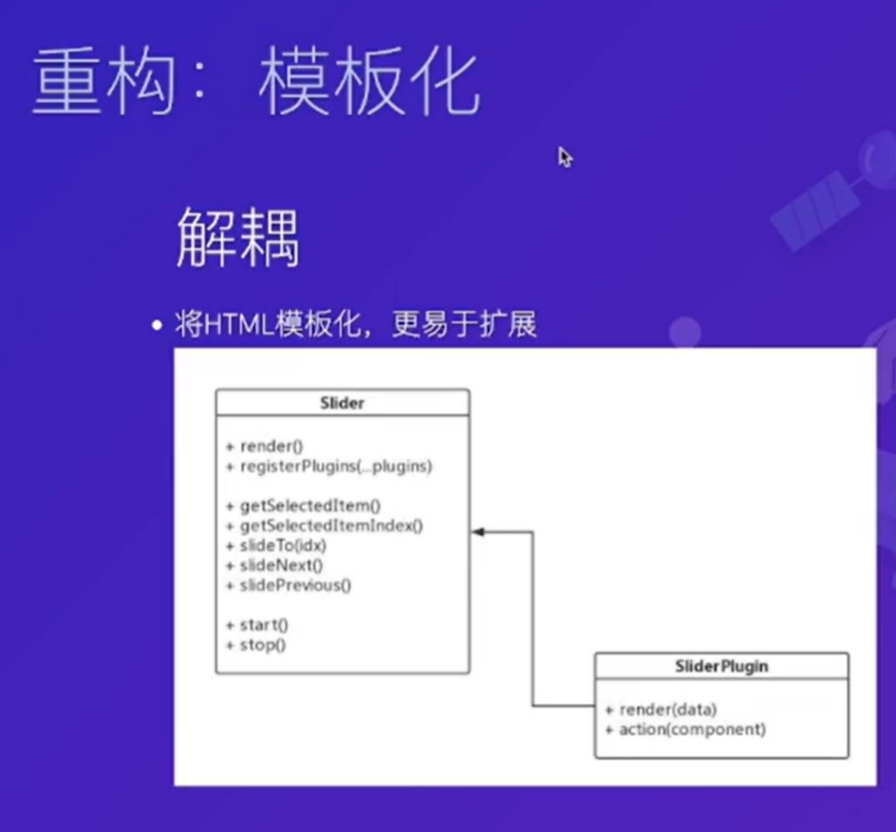 重构：模板化
解耦
• 将HTML模板化，更易于扩展
Slider
+ render()
+ registerPlugins(...plugins)
+ getSelectedItem()
+ getSelectedItemIndex()
+ slideTo(idx)
+ slideNext()
+ slidePrevious()
+ start()
+ stop()
SliderPlugin
+ render(data)
+ action(component)